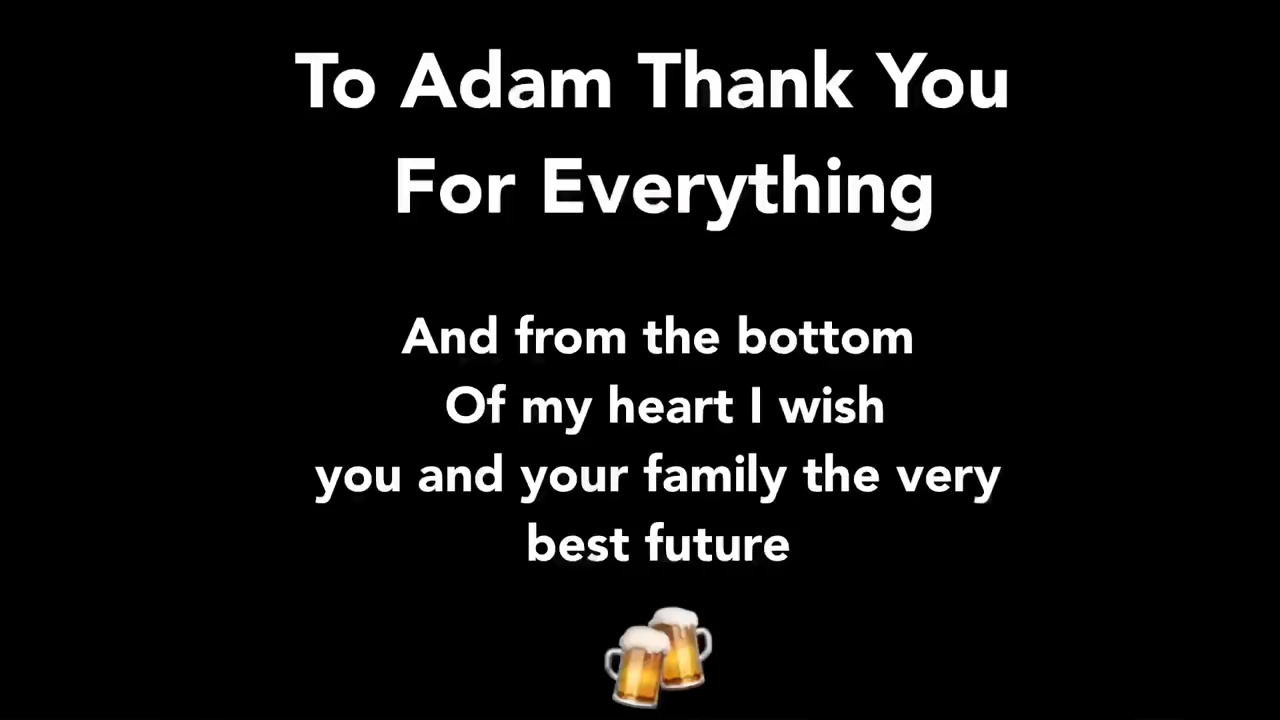 To Adam Thank You
For Everything
And from the bottom
Of my heart I wish
you and your family the very
best future